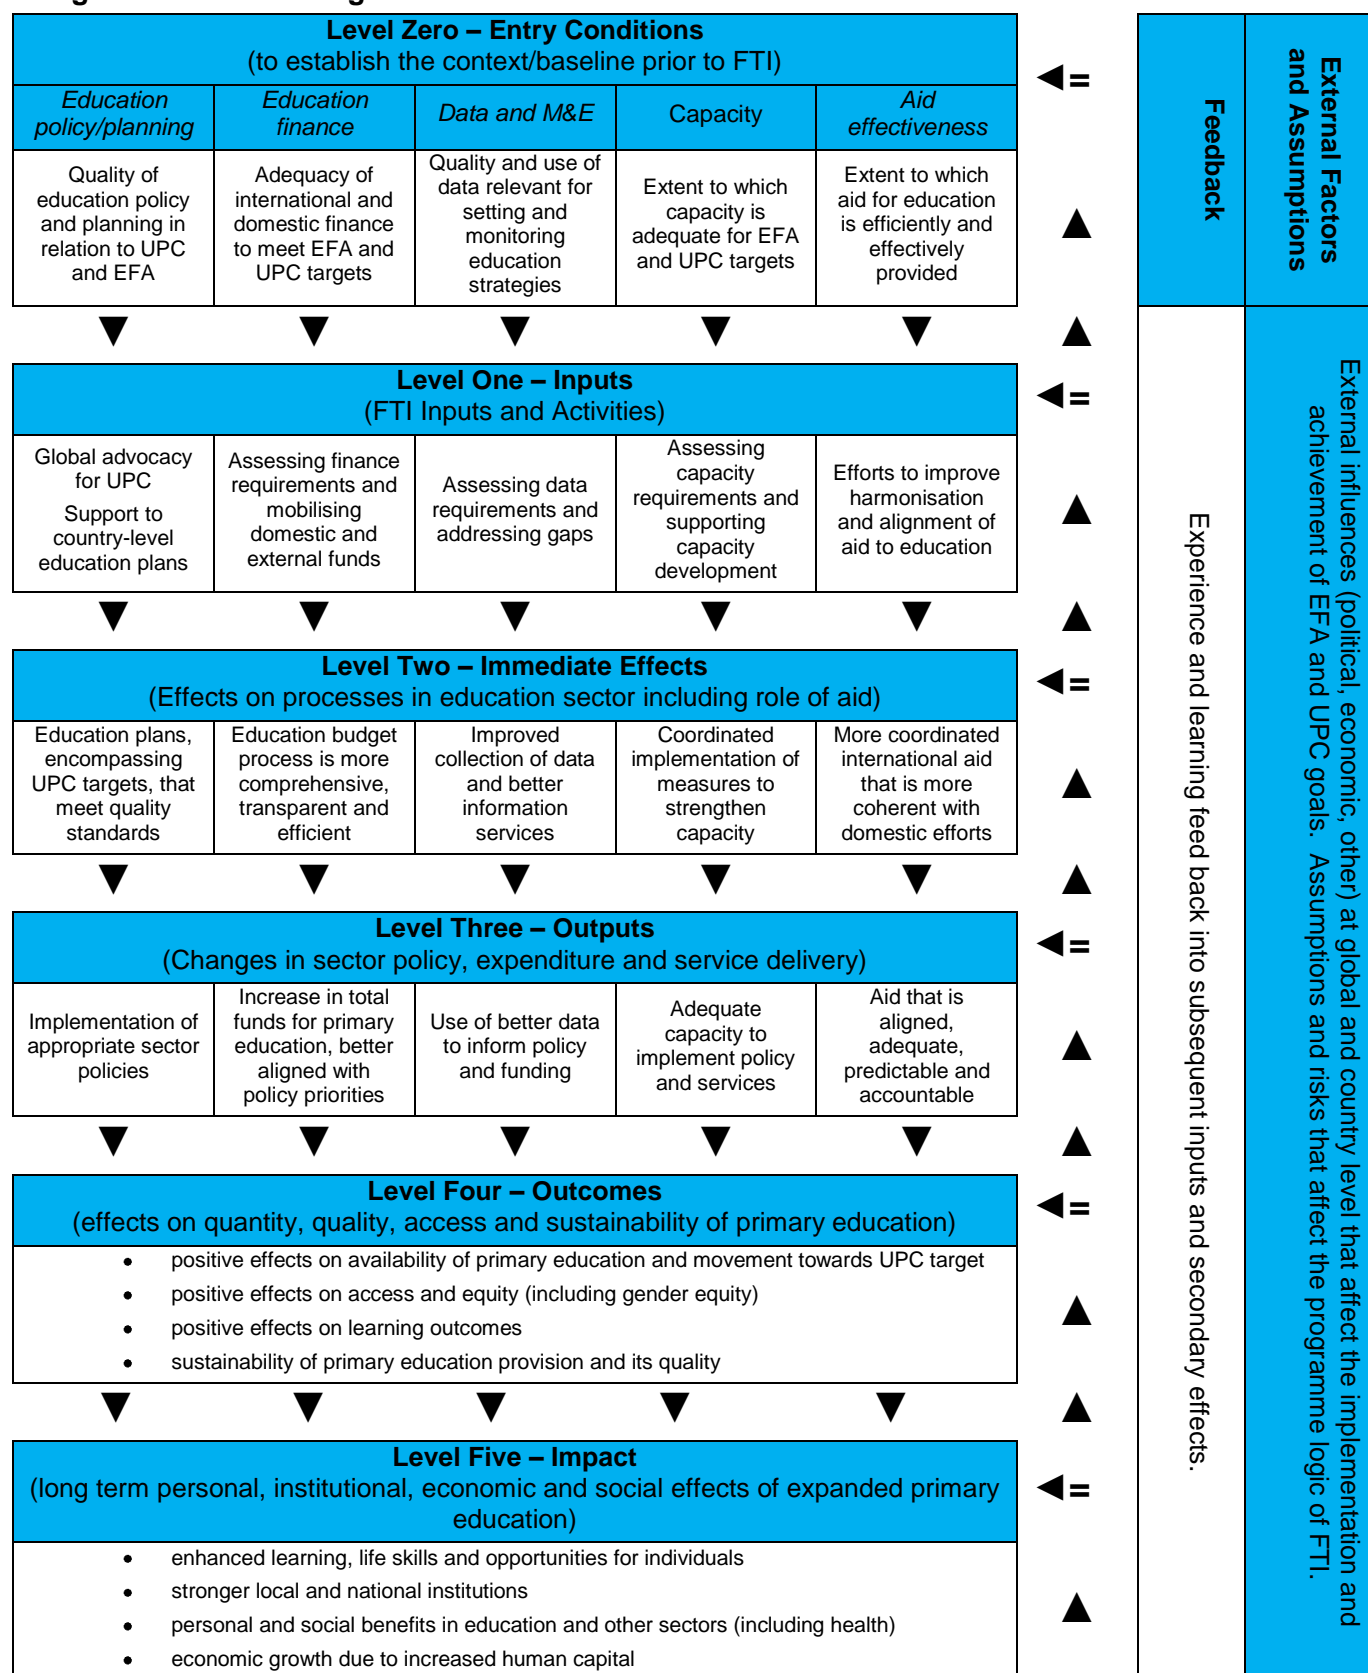 Level Zero – Entry Conditions
(to establish the context/baseline prior to FTI)
Education
policy/planning
Education
finance
Data and M&E
Capacity
Aid
effectiveness
Quality of
education policy
and planning in
relation to UPC
and EFA
Adequacy of
international and
domestic finance
to meet EFA and
UPC targets
Quality and use of
data relevant for
setting and
monitoring
education
strategies
Extent to which
capacity is
adequate for EFA
and UPC targets
Extent to which
aid for education
is efficiently and
effectively
provided
Level One – Inputs
(FTI Inputs and Activities)
Global advocacy
for UPC
Support to
country-level
education plans
Assessing finance
requirements and
mobilising
domestic and
external funds
Assessing data
requirements and
addressing gaps
Assessing
capacity
requirements and
supporting
capacity
development
Efforts to improve
harmonisation
and alignment of
aid to education
Level Two – Immediate Effects
(Effects on processes in education sector including role of aid)
Education plans,
encompassing
UPC targets, that
meet quality
standards
Education budget
process is more
comprehensive,
transparent and
efficient
Improved
collection of data
and better
information
services
Coordinated
implementation of
measures to
strengthen
capacity
More coordinated
international aid
that is more
coherent with
domestic efforts
Level Three – Outputs
(Changes in sector policy, expenditure and service delivery)
Implementation of
appropriate sector
policies
Increase in total
funds for primary
education, better
aligned with
policy priorities
Use of better data
to inform policy
and funding
Adequate
capacity to
implement policy
and services
Aid that is
aligned,
adequate,
predictable and
accountable
Level Four – Outcomes
(effects on quantity, quality, access and sustainability of primary education)
• positive effects on availability of primary education and movement towards UPC target
• positive effects on access and equity (including gender equity)
• positive effects on learning outcomes
• sustainability of primary education provision and its quality
Level Five – Impact
(long term personal, institutional, economic and social effects of expanded primary
education)
• enhanced learning, life skills and opportunities for individuals
• stronger local and national institutions
• personal and social benefits in education and other sectors (including health)
• economic growth due to increased human capital
Feedback
Experience and learning feed back into subsequent inputs and secondary effects.
External Factors
and Assumptions
External influences (political, economic, other) at global and country level that affect the implementation and
achievement of EFA and UPC goals. Assumptions and risks that affect the programme logic of FTI.